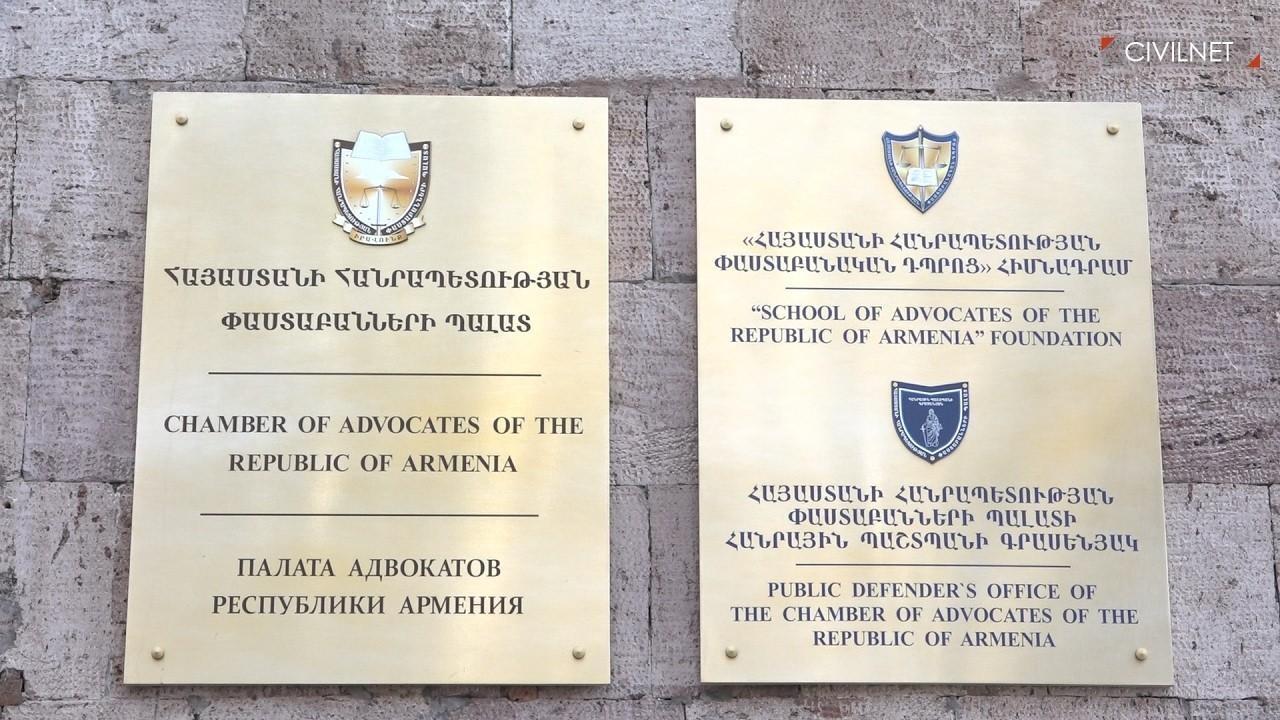 CIVILNET
ՀԱՅԱՍՏԱՆԻ ՀԱՆՐԱՊԵՏՈՒԹՅԱՆ
ՓԱՍՏԱԲԱՆՆԵՐԻ ՊԱԼԱՏ
CHAMBER OF ADVOCATES OF THE
REPUBLIC OF ARMENIA
ПАЛАТА АДВОКАТОВ
РЕСПУБЛИКИ АРМЕНИЯ
«ՀԱՅԱՍՏԱՆԻ ՀԱՆՐԱՊԵՏՈՒԹՅԱՆ
ՓԱՍՏԱԲԱՆԱԿԱՆ ԴՊՐՈՑ» ՀԻՄՆԱԴՐԱՄ
“SCHOOL OF ADVOCATES OF THE
REPUBLIC OF ARMENIA” FOUNDATION
ՀԱՅԱՍՏԱՆԻ ՀԱՆՐԱՊԵՏՈՒԹՅԱՆ
ՓԱՍՏԱԲԱՆՆԵՐԻ ՊԱԼԱՏԻ
ՀԱՆՐԱՅԻՆ ՊԱՇՏՊԱՆԻ ԳՐԱՍԵՆՅԱԿ
PUBLIC DEFENDER`S OFFICE OF
THE CHAMBER OF ADVOCATES OF THE
REPUBLIC OF ARMENIA